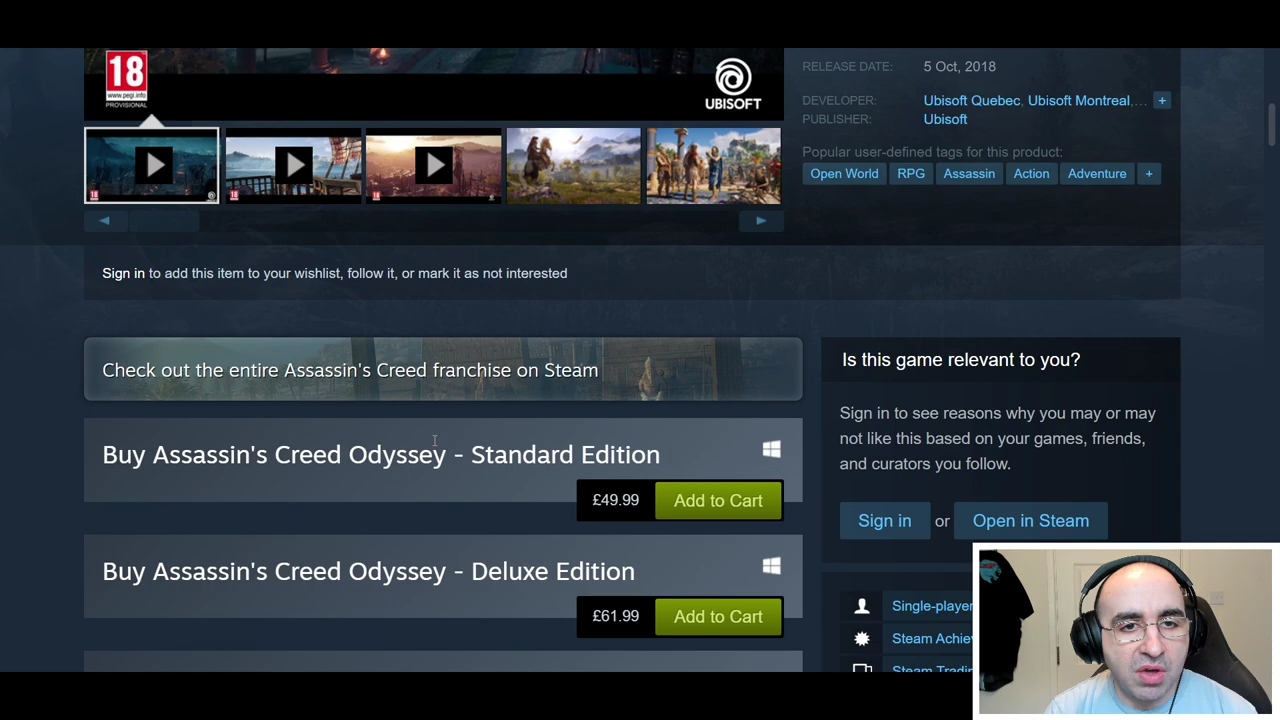 18
www.pegi.info
PROVISIONAL
UBISOFT
RELEASE DATE: 5 Oct, 2018
DEVELOPER: Ubisoft Quebec, Ubisoft Montreal,... +
PUBLISHER: Ubisoft
Popular user-defined tags for this product:
Open World RPG Assassin Action Adventure +
Sign in to add this item to your wishlist, follow it, or mark it as not interested
Check out the entire Assassin's Creed franchise on Steam
Buy Assassin's Creed Odyssey - Standard Edition
£49.99 Add to Cart
Buy Assassin's Creed Odyssey - Deluxe Edition
£61.99 Add to Cart
Is this game relevant to you?
Sign in to see reasons why you may or may
not like this based on your games, friends,
and curators you follow.
Sign in or Open in Steam
Single-player
Steam Achie
Steam Tradi